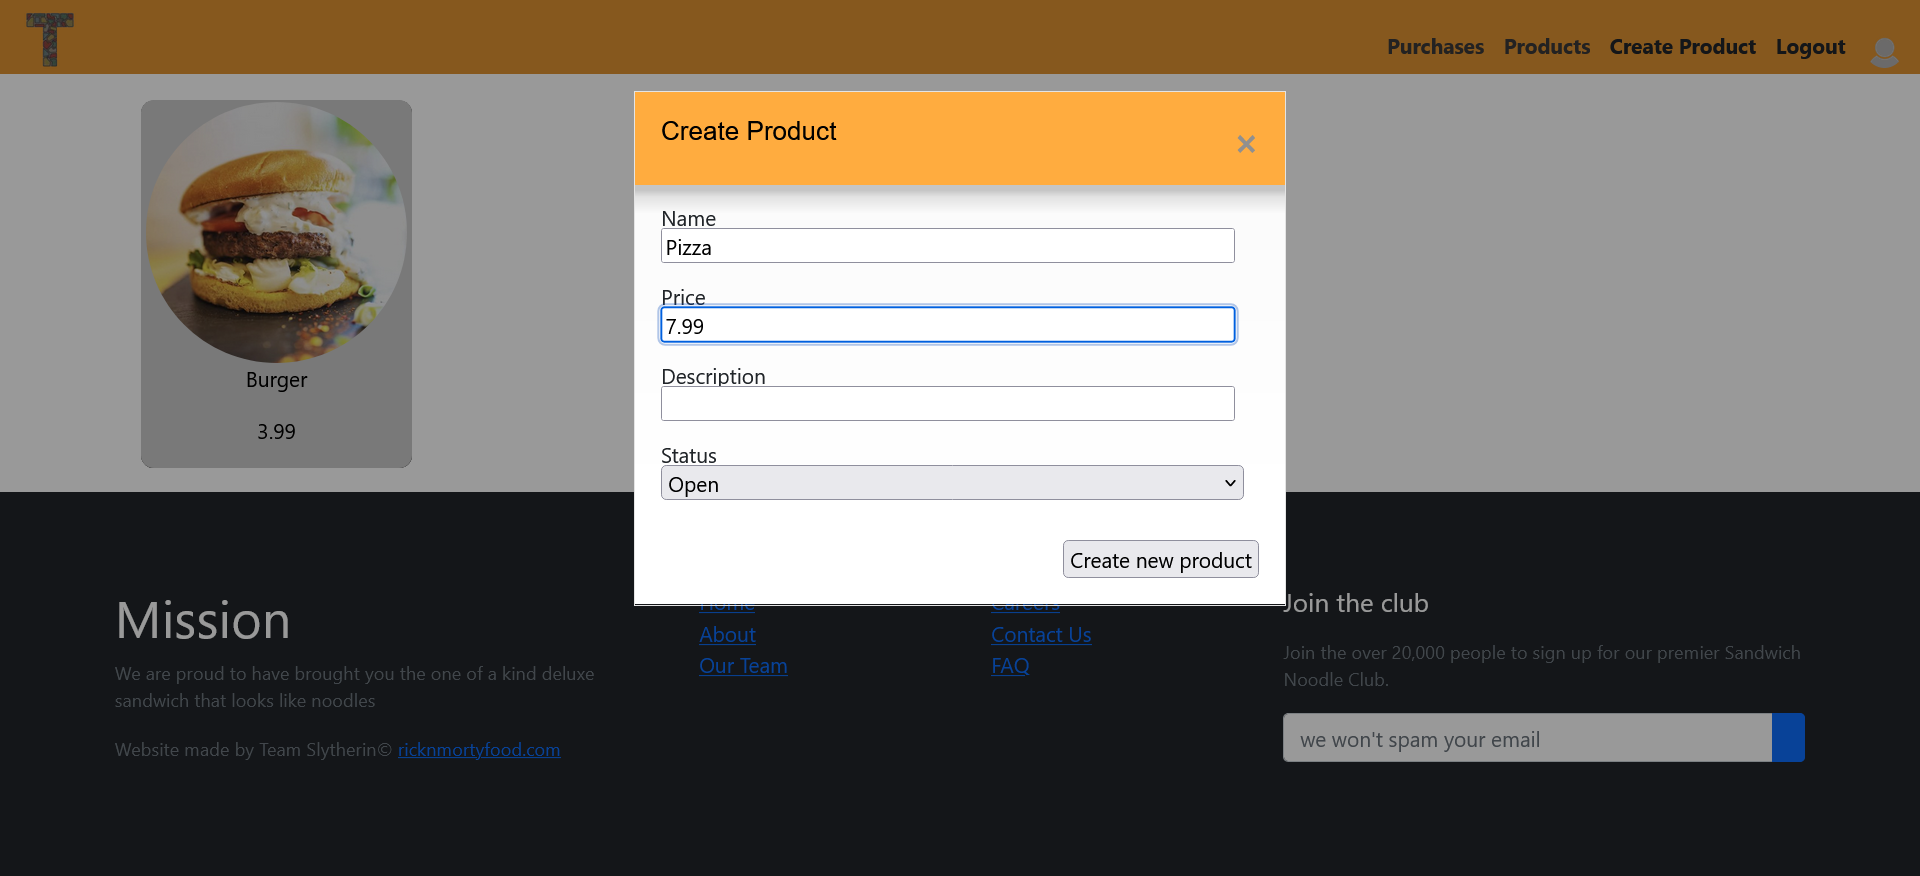 T
Purchases Products Create Product Logout
Create Product
×
Name
Pizza
Price
7.99
Description
Status
Open
Create new product
Burger
3.99
Mission
We are proud to have brought you the one of a kind deluxe
sandwich that looks like noodles
Website made by Team Slytherin© ricknmortyfood.com
Home
About
Our Team
Careers
Contact Us
FAQ
Join the club
Join the over 20,000 people to sign up for our premier Sandwich
Noodle Club.
we won't spam your email